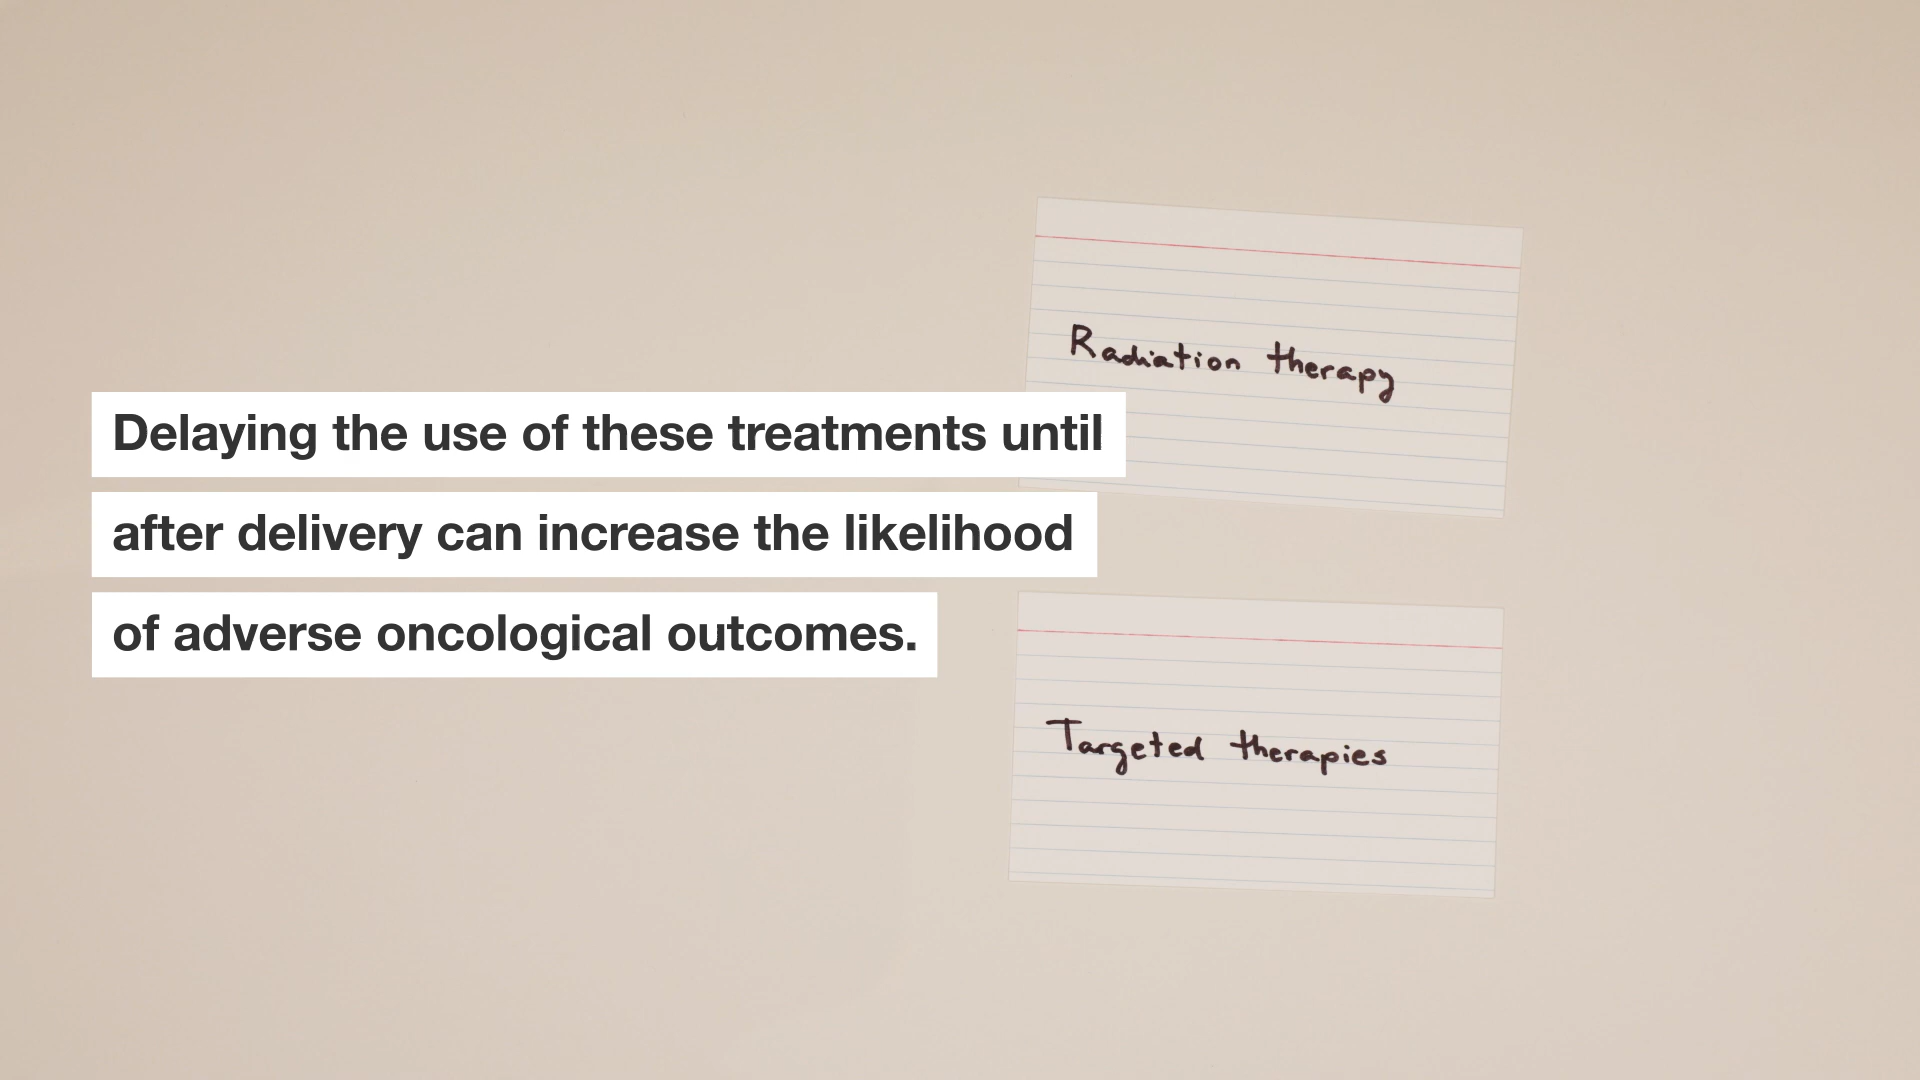 Radiation therapy
Delaying the use of these treatments until
after delivery can increase the likelihood
of adverse oncological outcomes.
Targeted therapies